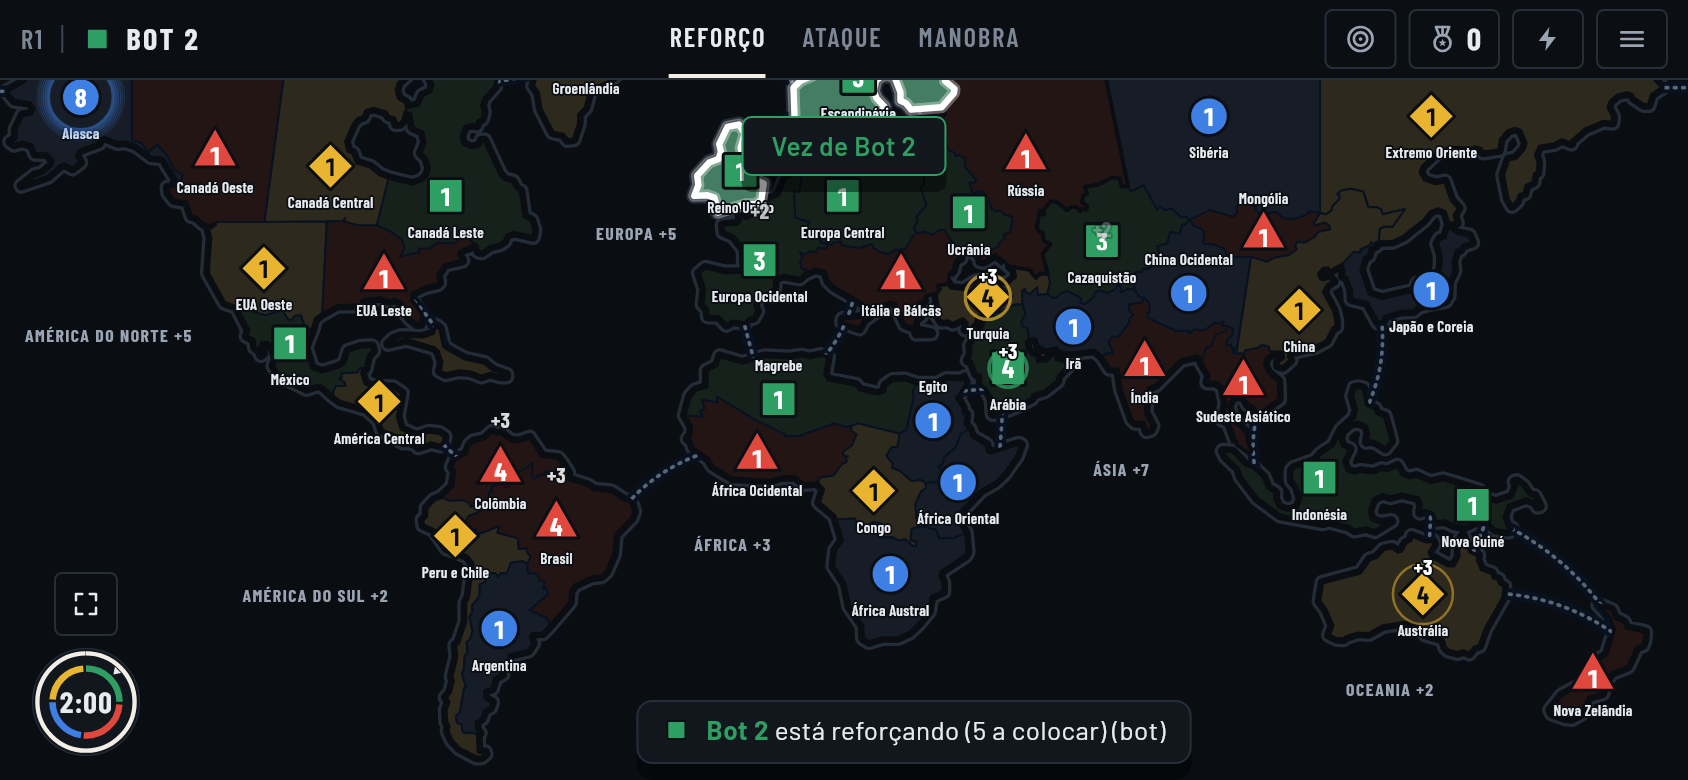 R1
BOT 2
REFORÇO
ATAQUE
MANOBRA
0
8
Alasca
1
Canadá Oeste
1
Canadá Central
1
Canadá Leste
Groenlândia
Escandinávia
Vez de Bot 2
1
Reino Unido
+2
1
Europa Central
1
Ucrânia
1
Rússia
1
Sibéria
1
Extremo Oriente
Mongólia
1
3
Cazaquistão
China Ocidental
1
EUROPA +5
3
Europa Ocidental
1
Itália e Bálcãs
+3
4
Turquia
1
Irã
1
China
1
Japão e Coreia
1
EUA Oeste
1
EUA Leste
AMÉRICA DO NORTE +5
1
México
1
América Central
Magrebe
1
Egito
1
+3
4
Arábia
1
Índia
1
Sudeste Asiático
+3
4
Colômbia
+3
4
Brasil
1
África Ocidental
1
Congo
1
África Oriental
ÁSIA +7
1
Indonésia
1
Nova Guiné
1
Peru e Chile
ÁFRICA +3
1
África Austral
AMÉRICA DO SUL +2
1
Argentina
+3
4
Austrália
1
Nova Zelândia
OCEANIA +2
2:00
Bot 2 está reforçando (5 a colocar) (bot)